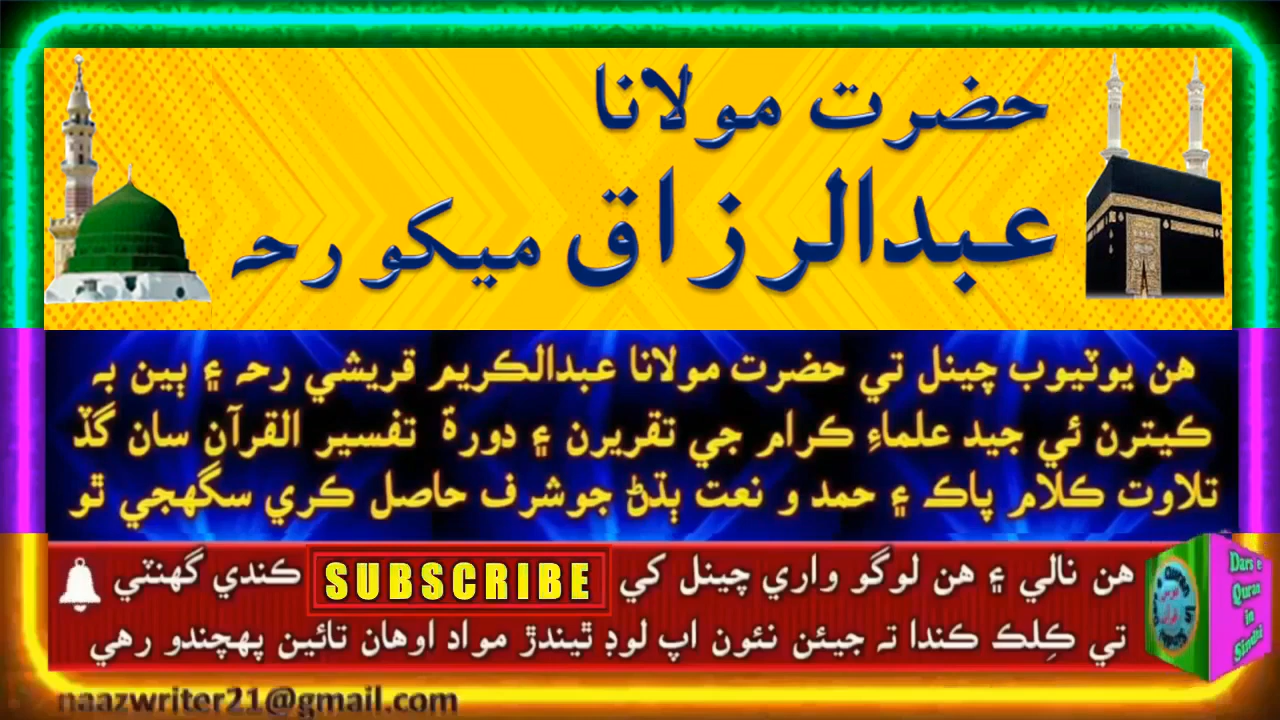 حضرت مولانا
عبدالرزاق ميکو رحہ
هن يوٽيوب چينل تي حضرت مولانا عبدالڪريم قريشي رحہ ۽ ٻين بہ
ڪيترن ئي جيد علماءِ ڪرام جي تقريرن ۽ دورة تفسير القرآن سان گڏ
تلاوت ڪلام پاڪ ۽ حمد و نعت ٻڌڻ جوشرف حاصل ڪري سگهجي ٿو
هن نالي ۽ هن لوگو واري چينل کي SUBSCRIBE ڪندي گهنٽي
تي ڪِلڪ ڪندا تہ جيئن نئون اپ لوڊ ٿيندڙ مواد اوهان تائين پهچندو رهي
Dars e
Quran
in
Sindhi
naazwriter21@gmail.com